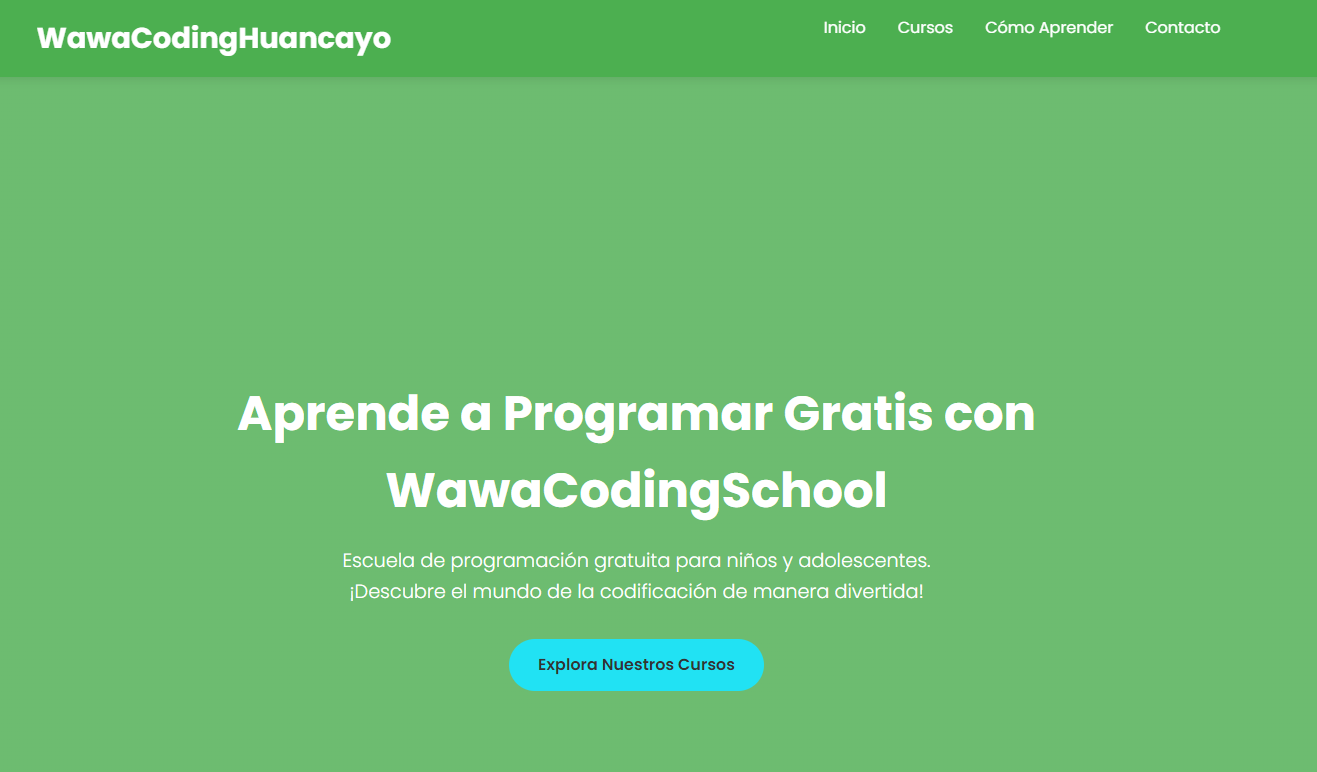 WawaCodingHuancayo
Inicio Cursos Cómo Aprender Contacto
Aprende a Programar Gratis con
WawaCodingSchool
Escuela de programación gratuita para niños y adolescentes.
¡Descubre el mundo de la codificación de manera divertida!
Explora Nuestros Cursos